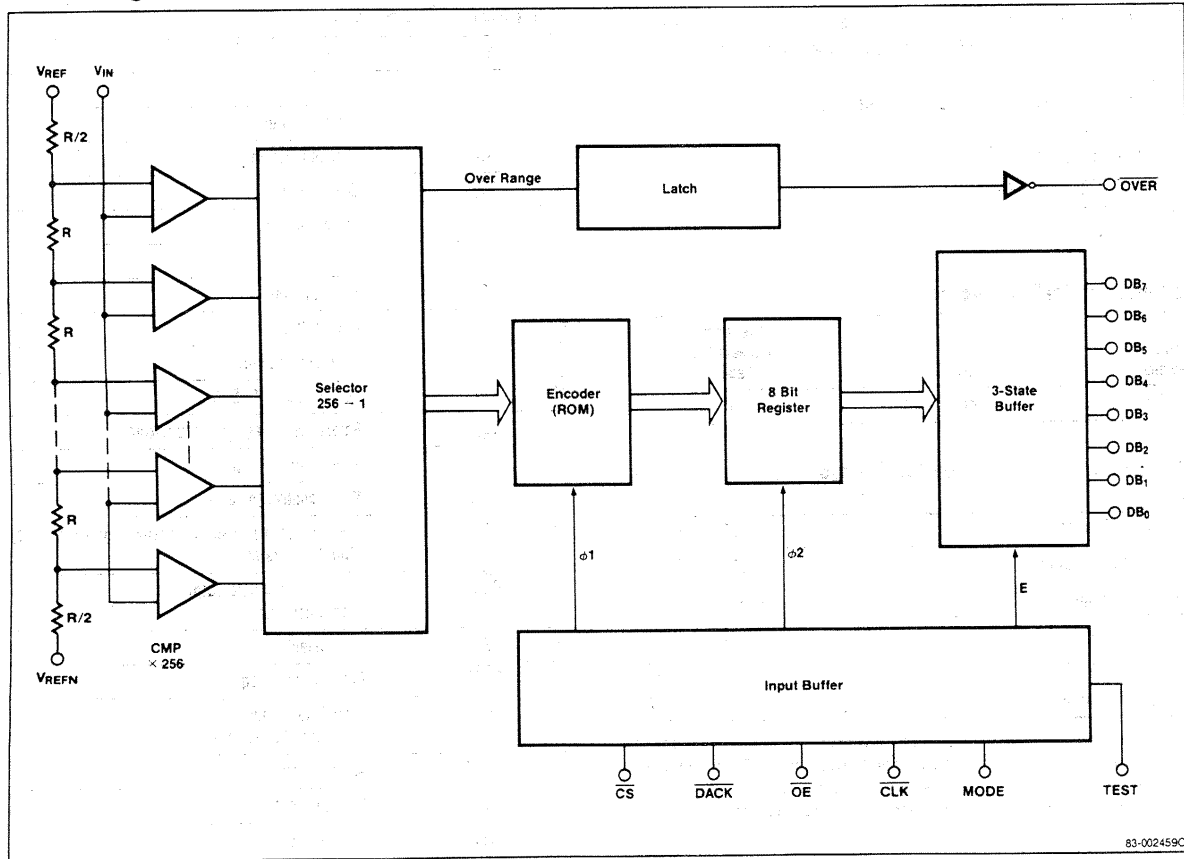 VREF
VIN
R/2
R
R
R
R/2
VREFN
CMP
× 256
Selector
256 → 1
Over Range
Latch
OVER
Encoder
(ROM)
8 Bit
Register
3-State
Buffer
DB7
DB6
DB5
DB4
DB3
DB2
DB1
DB0
φ1
φ2
E
Input Buffer
CS
DACK
OE
CLK
MODE
TEST
83-002459C